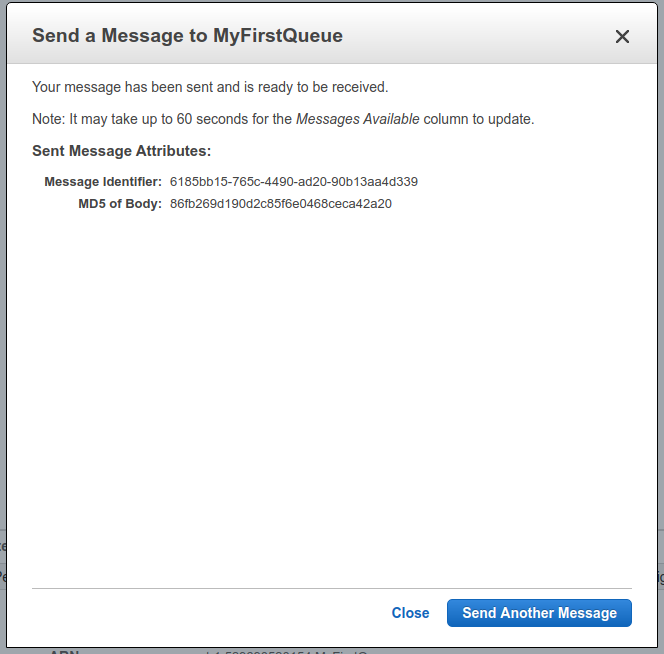 Send a Message to MyFirstQueue
Your message has been sent and is ready to be received.
Note: It may take up to 60 seconds for the Messages Available column to update.
Sent Message Attributes:
Message Identifier: 6185bb15-765c-4490-ad20-90b13aa4d339
MD5 of Body: 86fb269d190d2c85f6e0468ceca42a20
Close Send Another Message